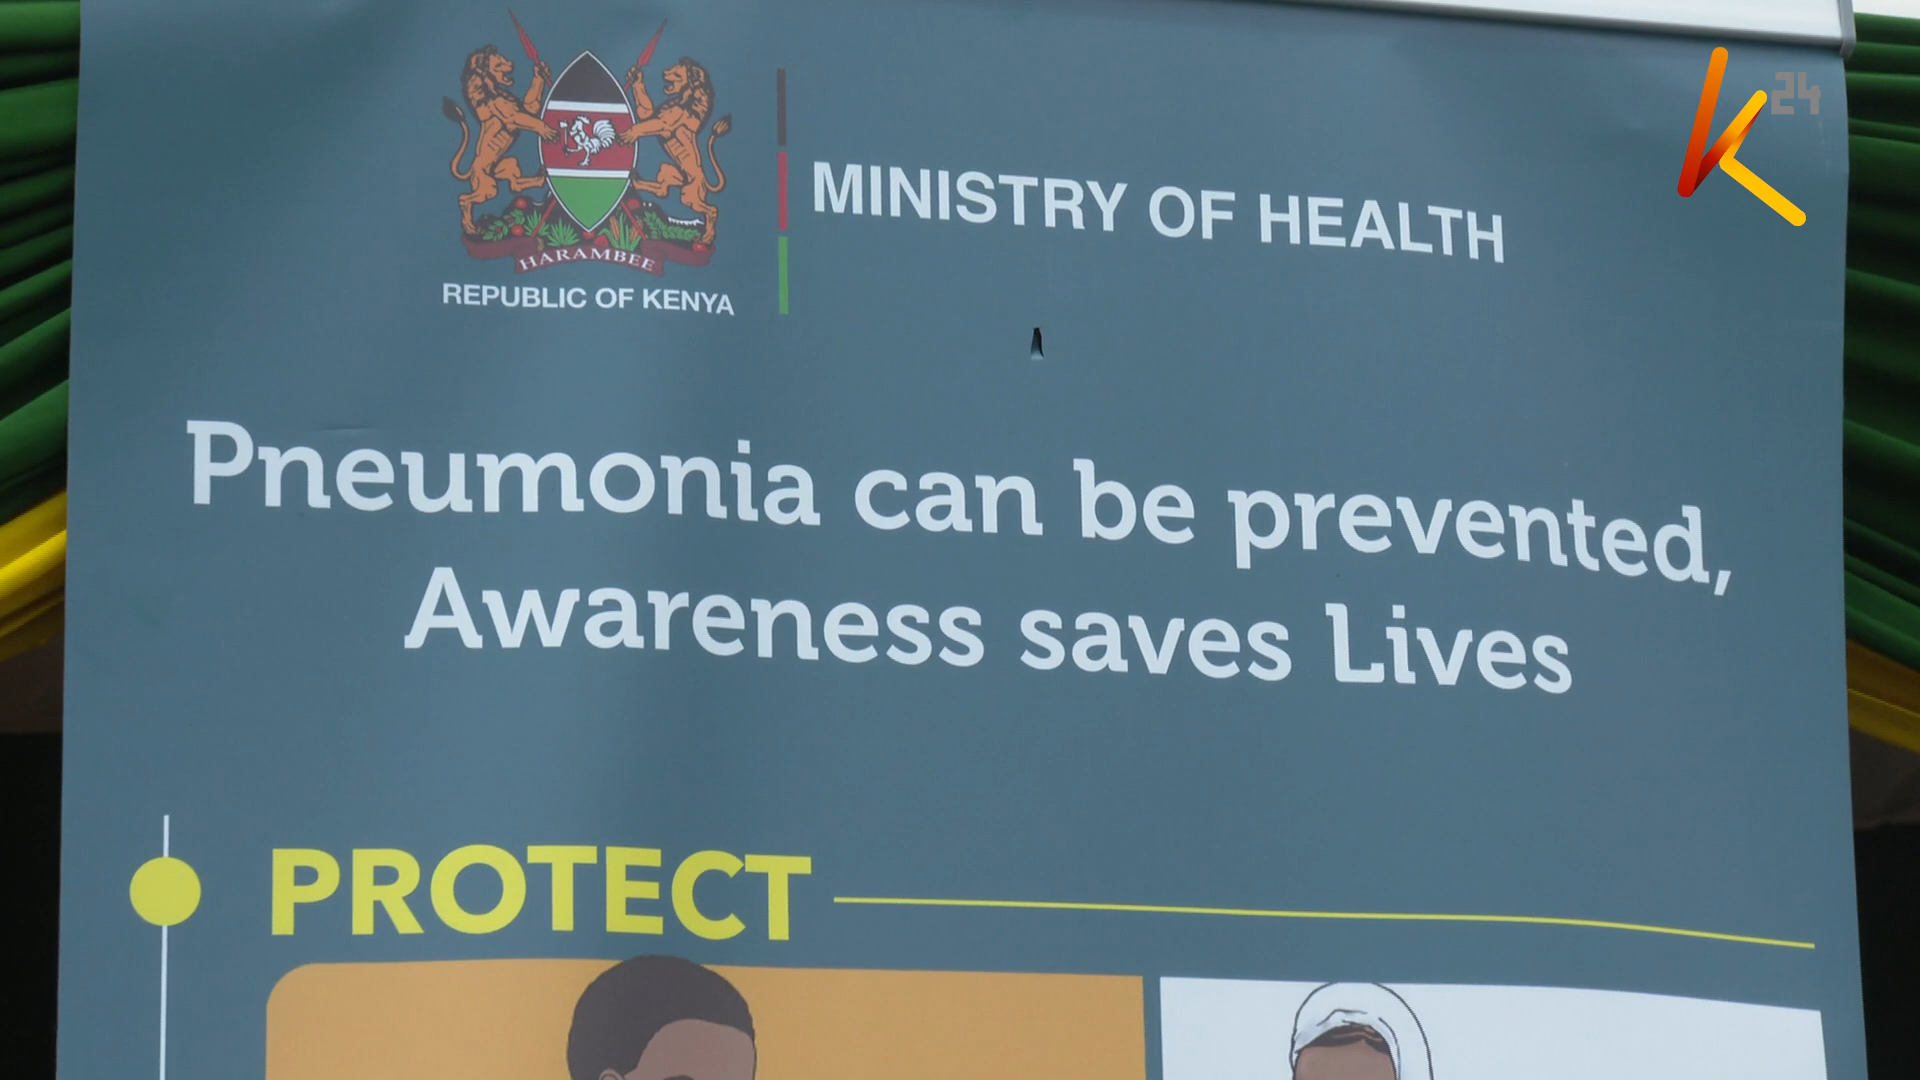 HARAMBEE
REPUBLIC OF KENYA
MINISTRY OF HEALTH
K24
Pneumonia can be prevented,
Awareness saves Lives
PROTECT